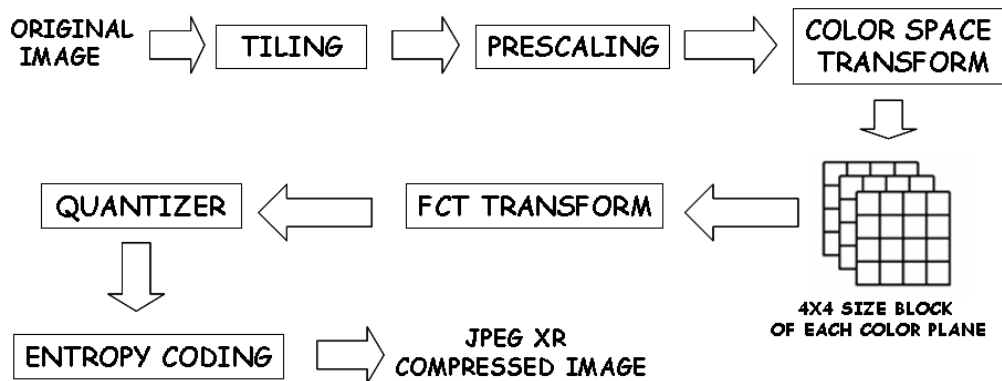 ORIGINAL
IMAGE
TILING
PRESCALING
COLOR SPACE
TRANSFORM
4X4 SIZE BLOCK
OF EACH COLOR PLANE
FCT TRANSFORM
QUANTIZER
ENTROPY CODING
JPEG XR
COMPRESSED IMAGE